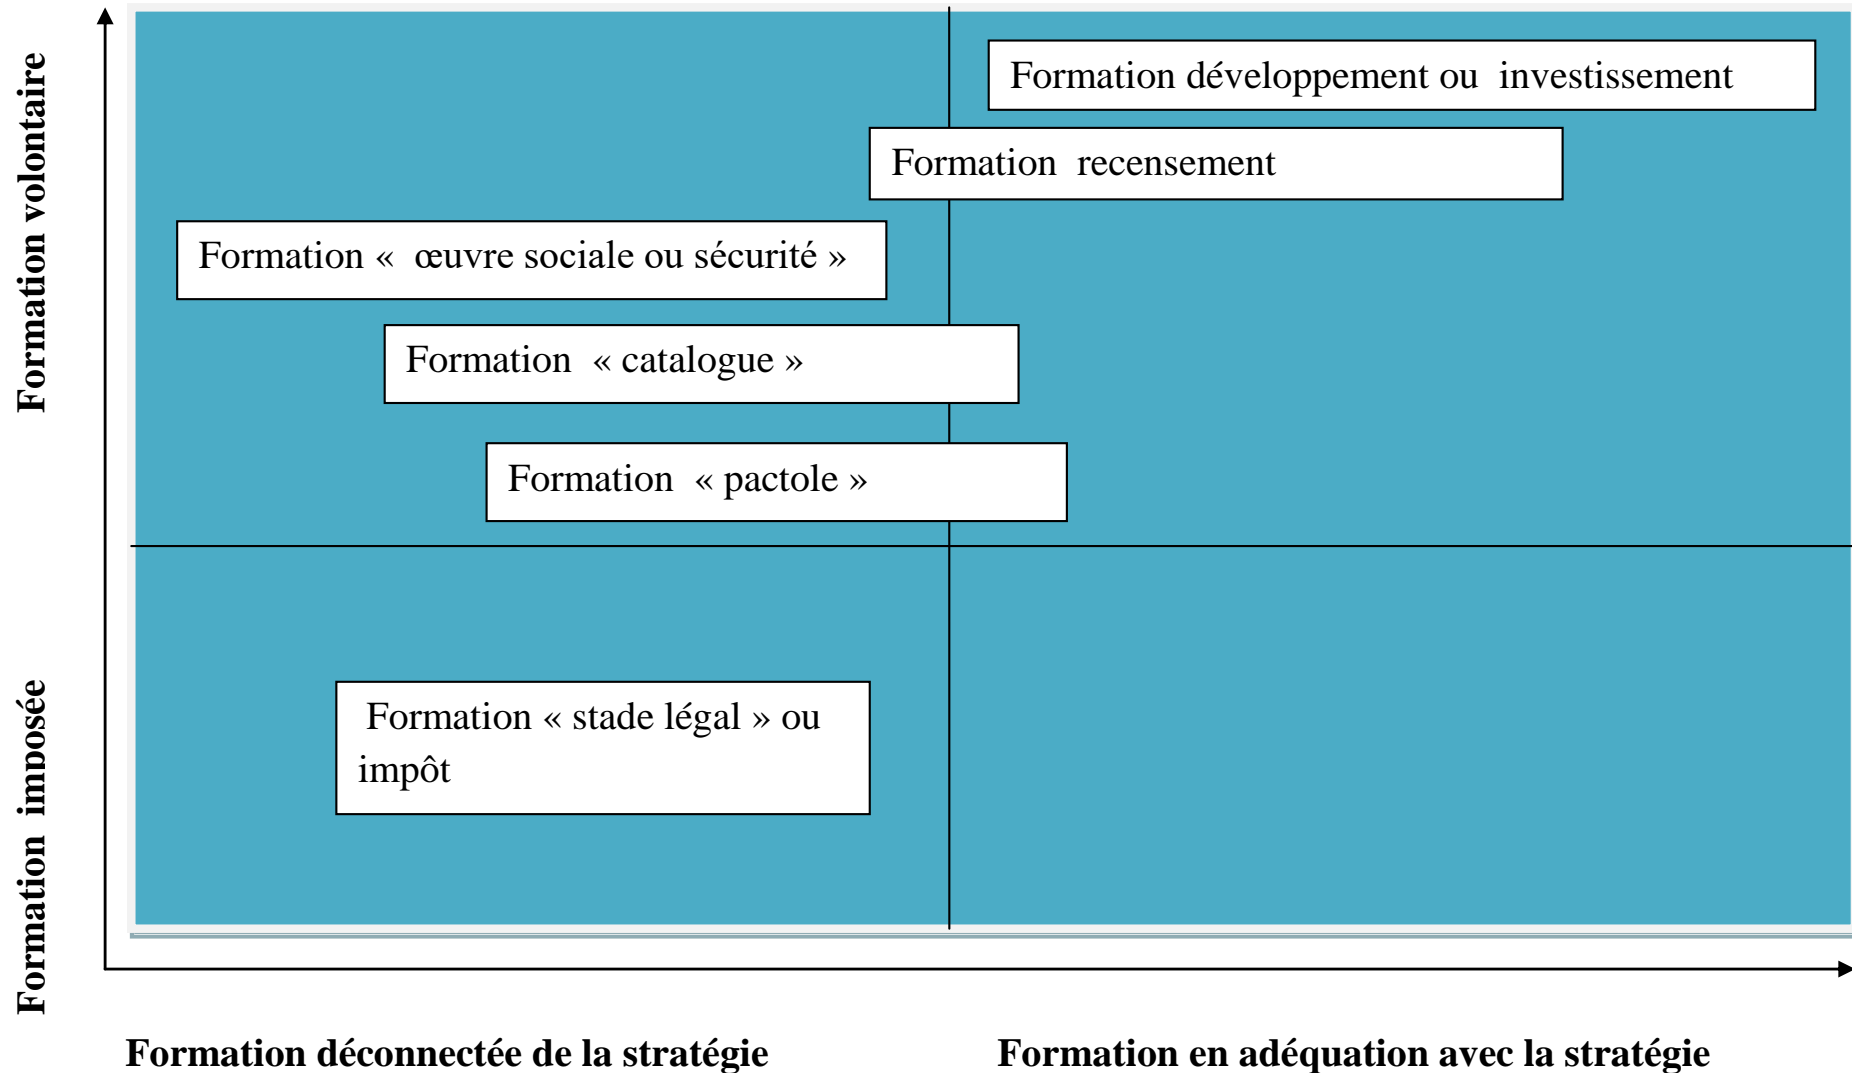 Formation volontaire
Formation développement ou investissement
Formation recensement
Formation « œuvre sociale ou sécurité »
Formation « catalogue »
Formation « pactole »
Formation imposée
Formation « stade légal » ou
impôt
Formation déconnectée de la stratégie
Formation en adéquation avec la stratégie